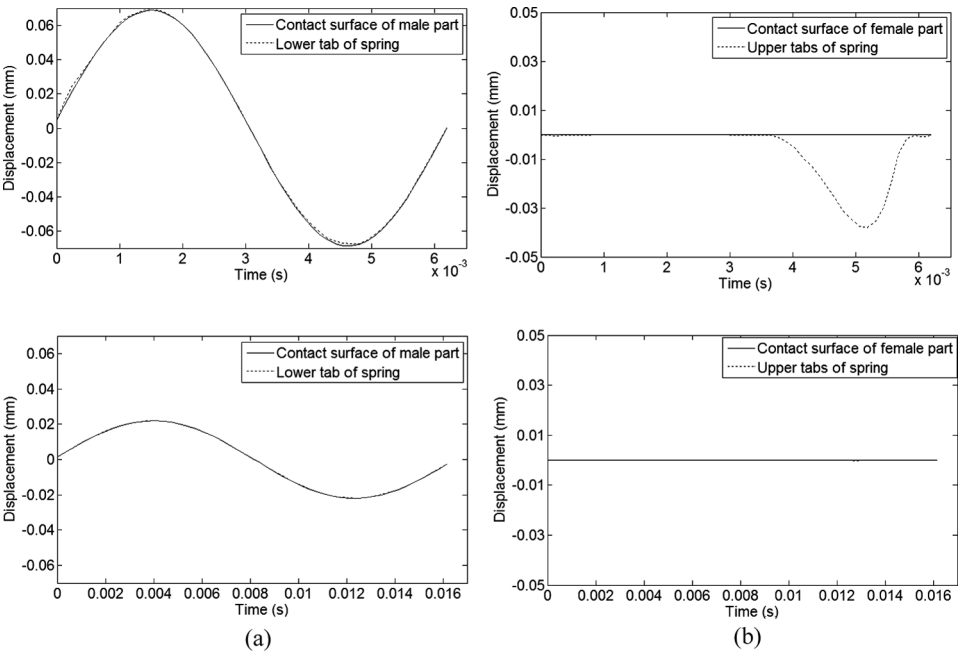 0.06
0.04
0.02
0
-0.02
-0.04
-0.06
Displacement (mm)
Contact surface of male part
Lower tab of spring
0 1 2 3 4 5 6
x 10-3
Time (s)
0.05
0.03
0.01
-0.01
-0.03
-0.05
Displacement (mm)
Contact surface of female part
Upper tabs of spring
0 1 2 3 4 5 6
x 10-3
Time (s)
0.06
0.04
0.02
0
-0.02
-0.04
-0.06
Displacement (mm)
Contact surface of male part
Lower tab of spring
0 0.002 0.004 0.006 0.008 0.01 0.012 0.014 0.016
Time (s)
(a)
0.05
0.03
0.01
-0.01
-0.03
-0.05
Displacement (mm)
Contact surface of female part
Upper tabs of spring
0 0.002 0.004 0.006 0.008 0.01 0.012 0.014 0.016
Time (s)
(b)